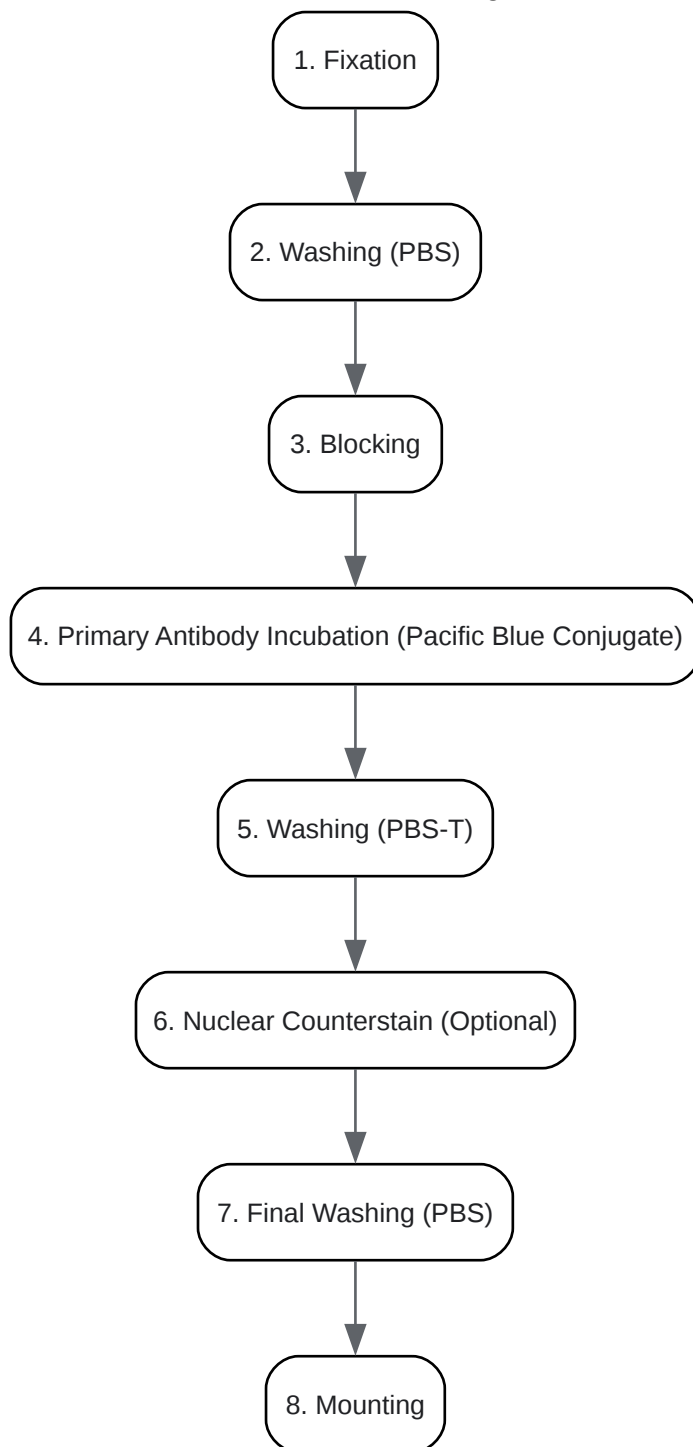 1. Fixation
2. Washing (PBS)
3. Blocking
4. Primary Antibody Incubation (Pacific Blue Conjugate)
5. Washing (PBS-T)
6. Nuclear Counterstain (Optional)
7. Final Washing (PBS)
8. Mounting